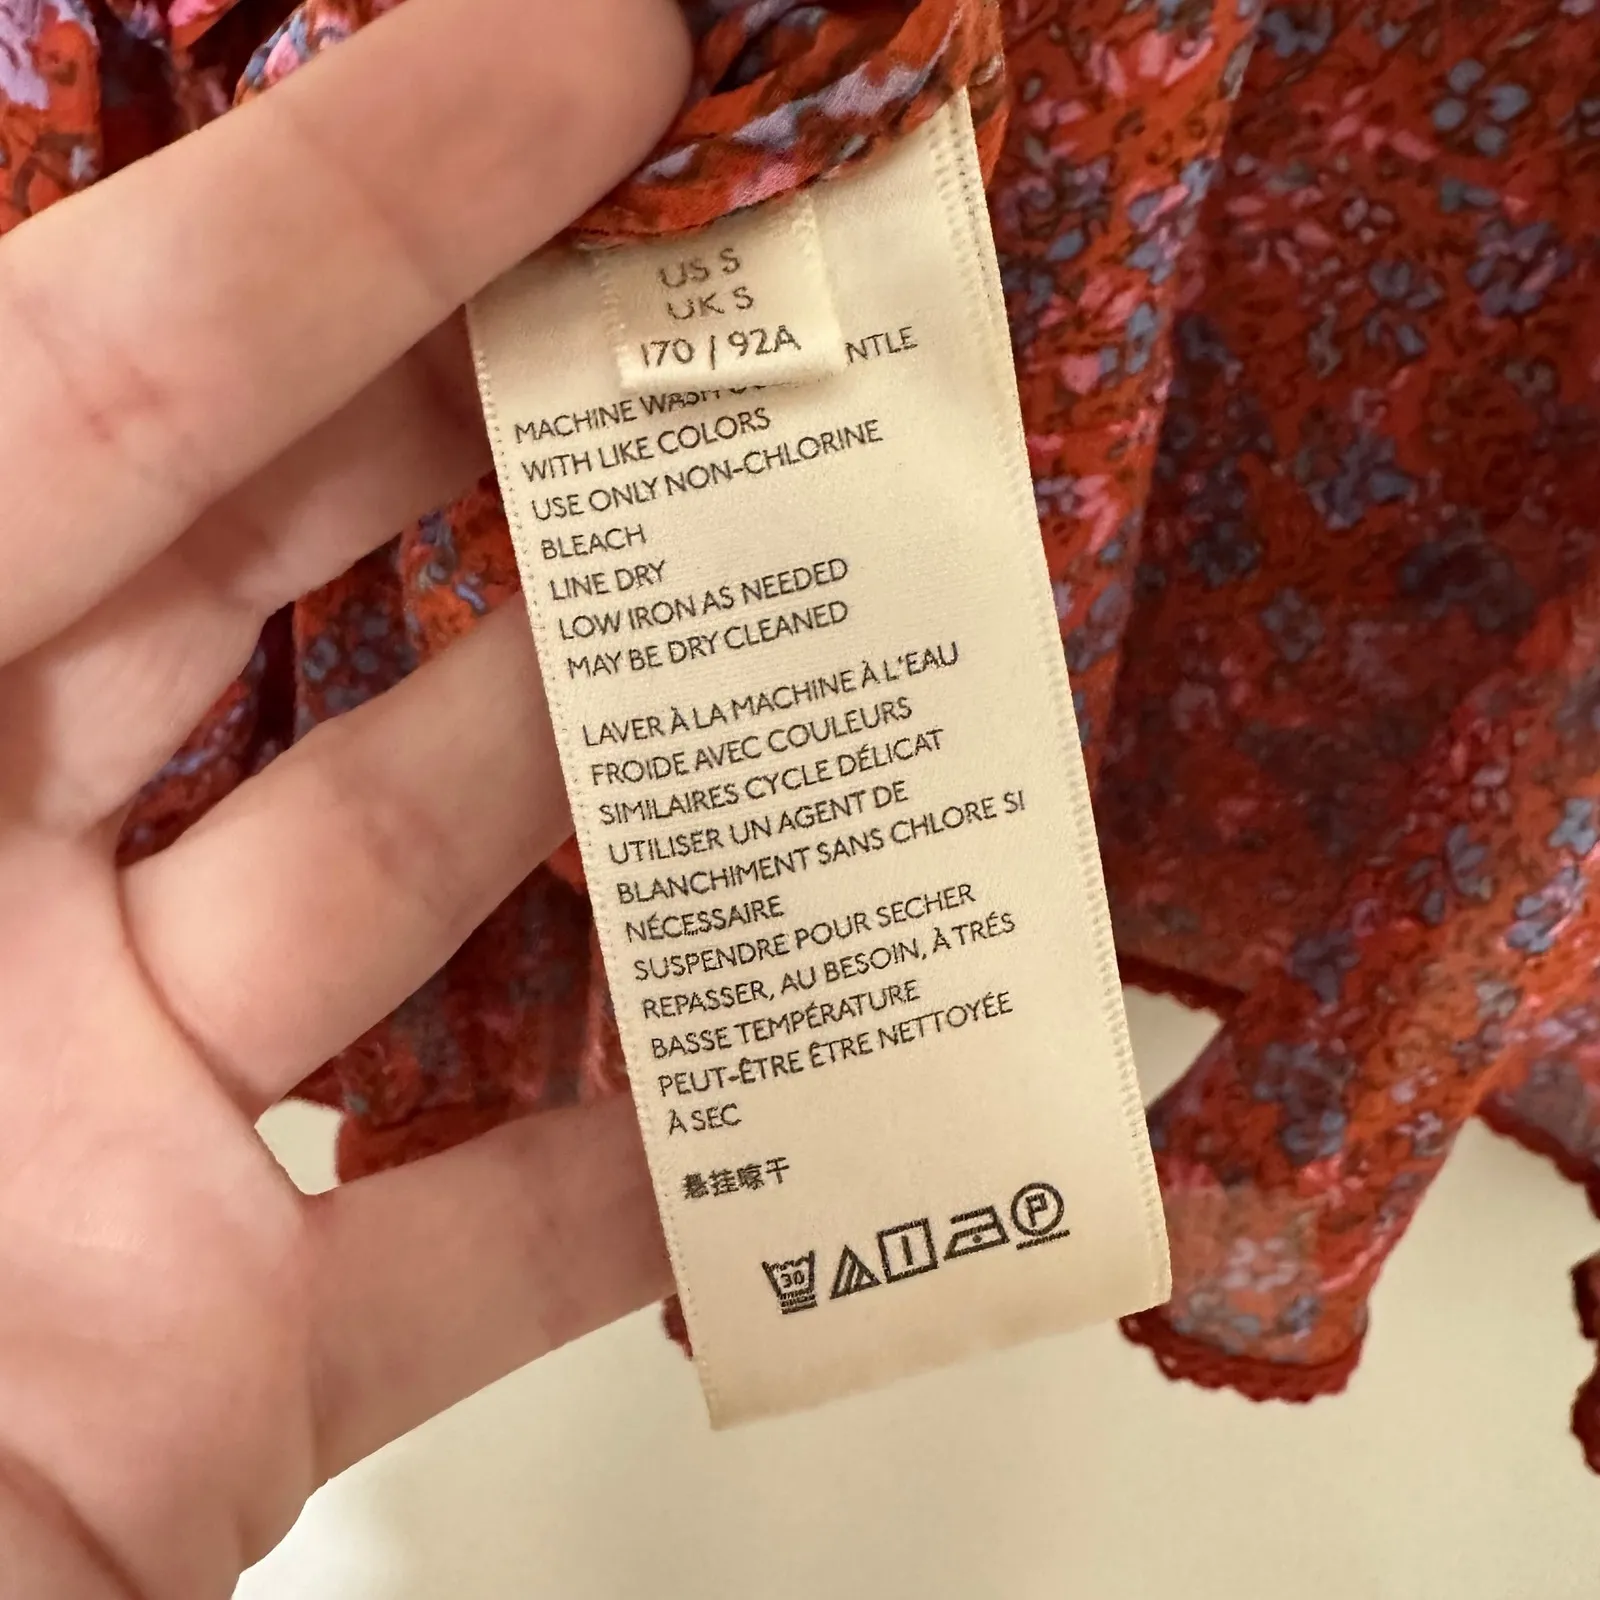 US S
UK S
170 / 92A
MACHINE WASH NTLE
WITH LIKE COLORS
USE ONLY NON-CHLORINE
BLEACH
LINE DRY
LOW IRON AS NEEDED
MAY BE DRY CLEANED
LAVER À LA MACHINE À L'EAU
FROIDE AVEC COULEURS
SIMILAIRES CYCLE DÉLICAT
UTILISER UN AGENT DE
BLANCHIMENT SANS CHLORE SI
NÉCESSAIRE
SUSPENDRE POUR SECHER
REPASSER, AU BESOIN, À TRÉS
BASSE TEMPÉRATURE
PEUT-ÊTRE ÊTRE NETTOYÉE
À SEC
悬挂晾干
30
P